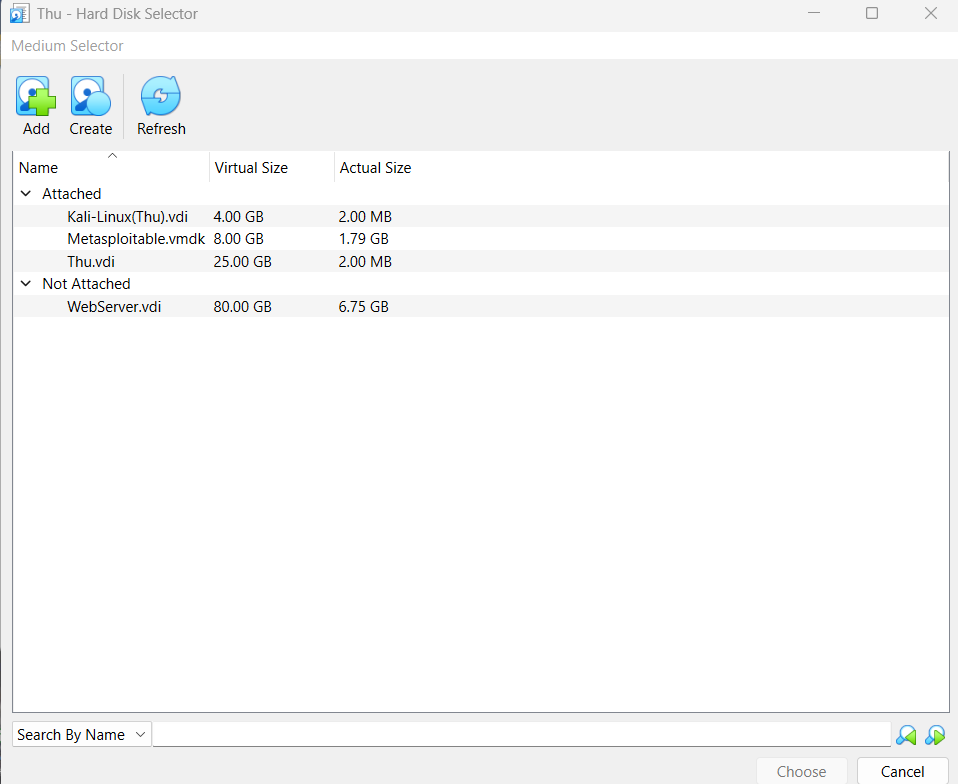 Thu - Hard Disk Selector
Medium Selector
Add Create Refresh
Name Virtual Size Actual Size
Attached
Kali-Linux(Thu).vdi 4.00 GB 2.00 MB
Metasploitable.vmdk 8.00 GB 1.79 GB
Thu.vdi 25.00 GB 2.00 MB
Not Attached
WebServer.vdi 80.00 GB 6.75 GB
Search By Name
Choose Cancel